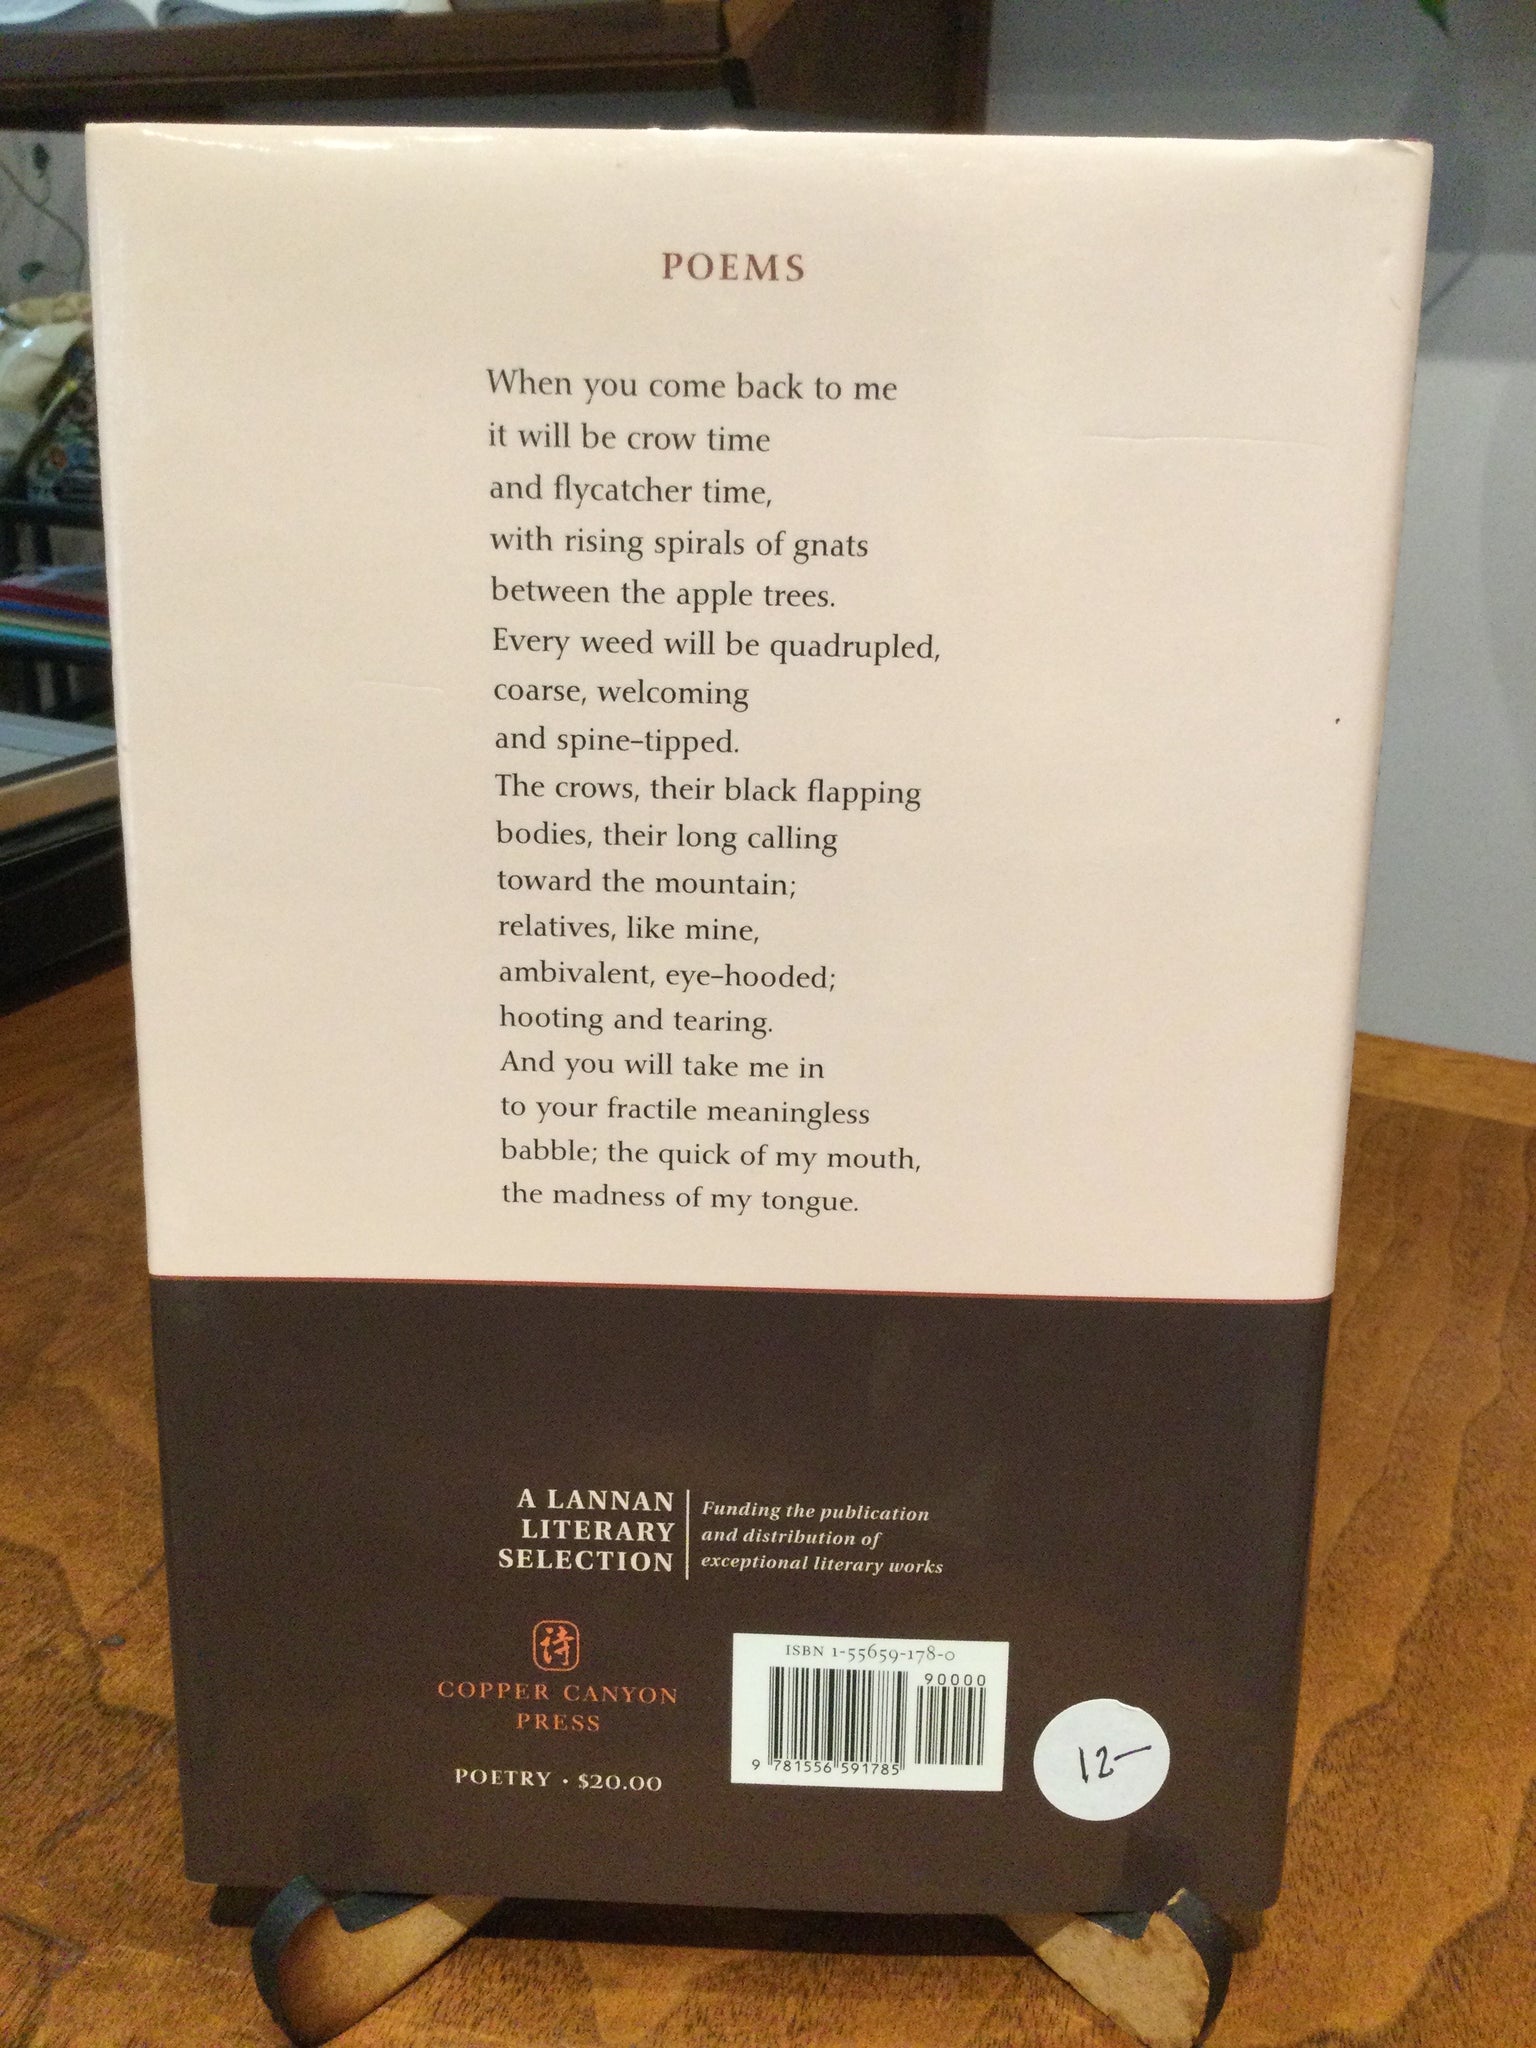 POEMS
When you come back to me
it will be crow time
and flycatcher time,
with rising spirals of gnats
between the apple trees.
Every weed will be quadrupled,
coarse, welcoming
and spine-tipped.
The crows, their black flapping
bodies, their long calling
toward the mountain;
relatives, like mine,
ambivalent, eye-hooded;
hooting and tearing.
And you will take me in
to your fractile meaningless
babble; the quick of my mouth,
the madness of my tongue.
A LANNAN
LITERARY
SELECTION
Funding the publication
and distribution of
exceptional literary works
詩
COPPER CANYON
PRESS
POETRY · $20.00
ISBN 1-55659-178-0
90000
9 781556 591785
12-